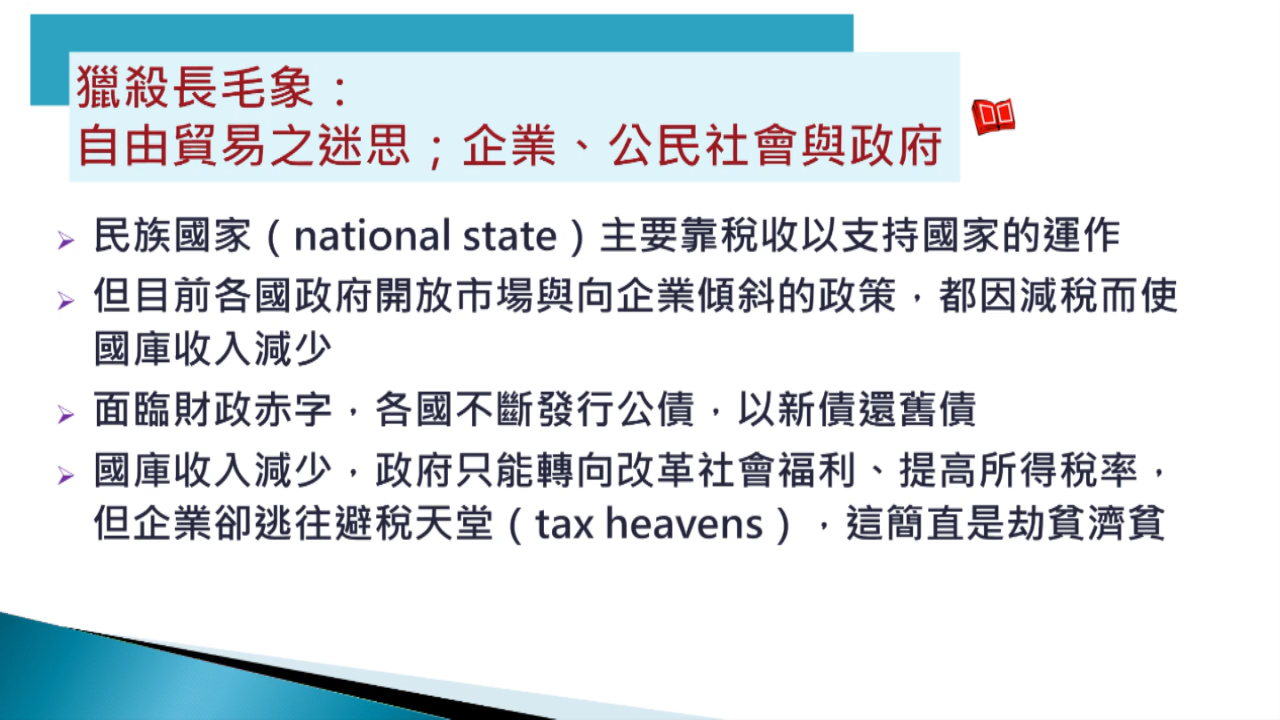 獵殺長毛象：
自由貿易之迷思；企業、公民社會與政府
民族國家（national state）主要靠稅收以支持國家的運作
但目前各國政府開放市場與向企業傾斜的政策，都因減稅而使
國庫收入減少
面臨財政赤字，各國不斷發行公債，以新債還舊債
國庫收入減少，政府只能轉向改革社會福利、提高所得稅率，
但企業卻逃往避稅天堂（tax heavens），這簡直是劫貧濟貧